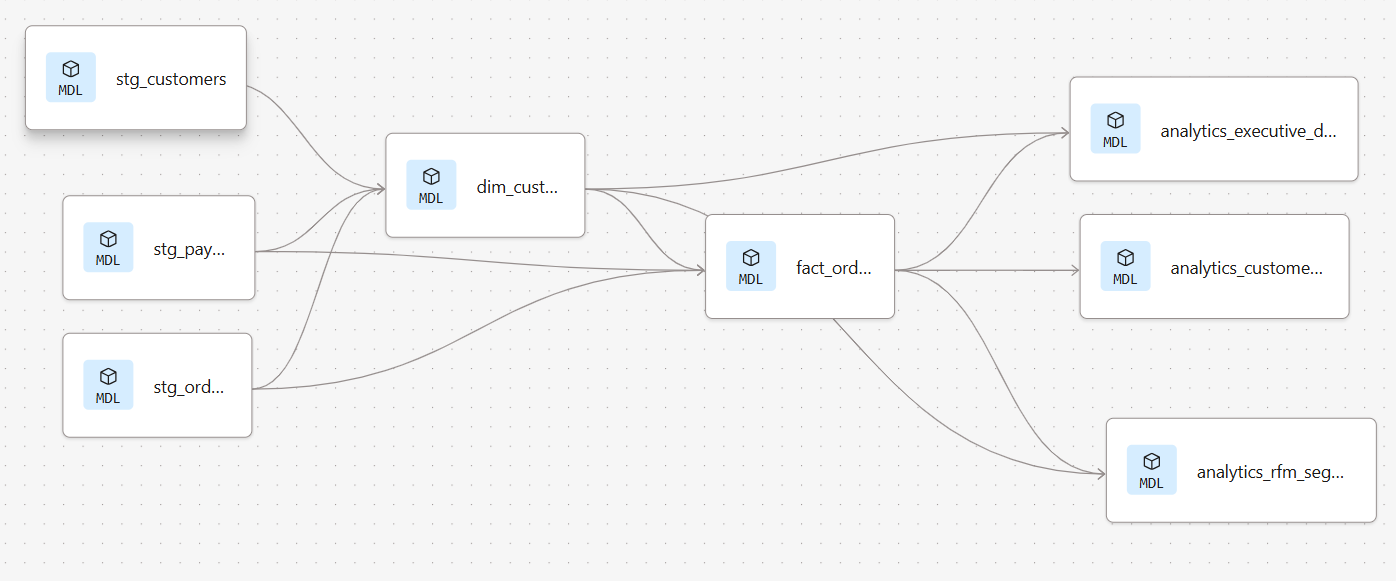 MDL
stg_customers
MDL
stg_pay...
MDL
stg_ord...
MDL
dim_cust...
MDL
fact_ord...
MDL
analytics_executive_d...
MDL
analytics_custome...
MDL
analytics_rfm_seg...